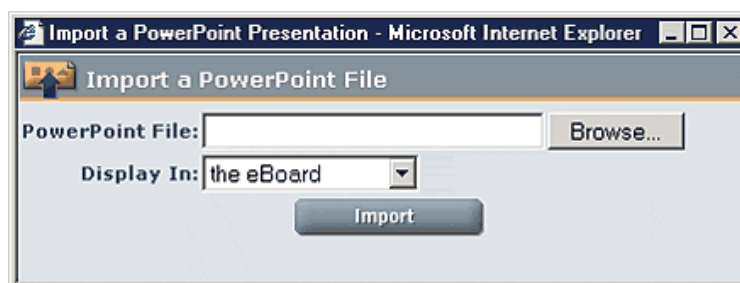 Import a PowerPoint Presentation - Microsoft Internet Explorer
Import a PowerPoint File
PowerPoint File: Browse...
Display In: the eBoard
Import